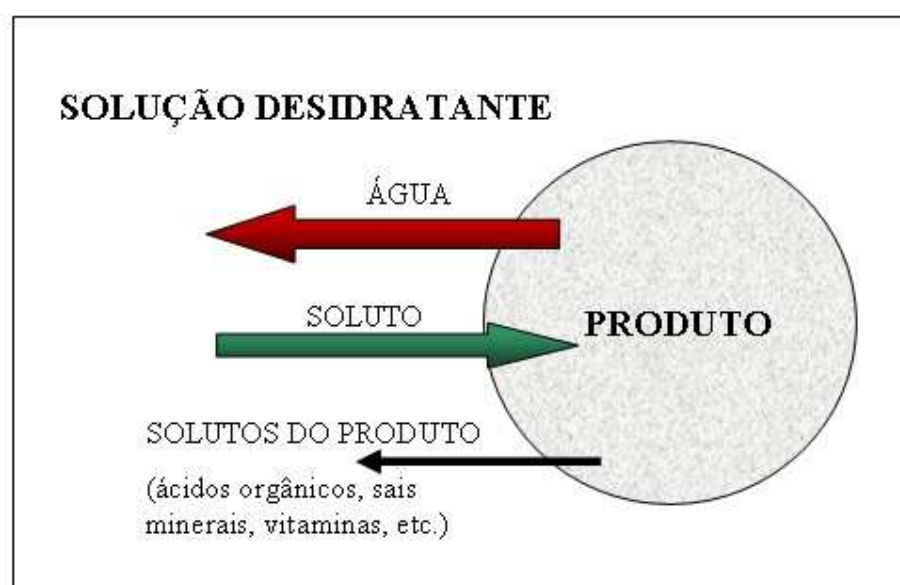 SOLUÇÃO DESIDRATANTE
ÁGUA
SOLUTO
PRODUTO
SOLUTOS DO PRODUTO
(ácidos orgânicos, sais
minerais, vitaminas, etc.)